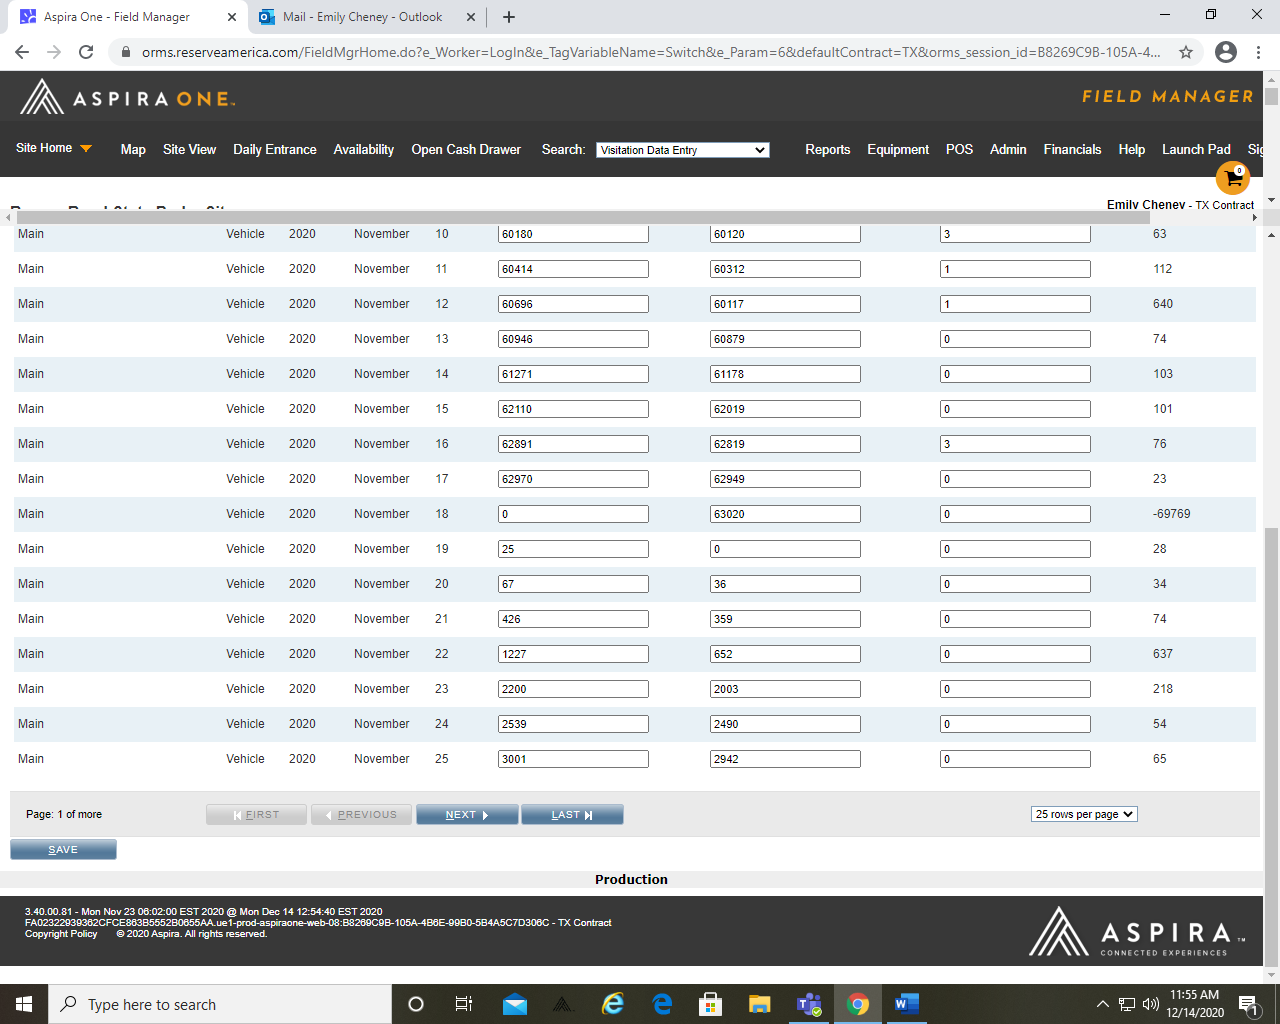 Aspira One - Field Manager
Mail - Emily Cheney - Outlook
orms.reserveamerica.com/FieldMgrHome.do?e_Worker=LogIn&e_TagVariableName=Switch&e_Param=6&defaultContract=TX&orms_session_id=B8269C9B-105A-4...
ASPIRA ONE™
FIELD MANAGER
Site Home Map Site View Daily Entrance Availability Open Cash Drawer Search: Visitation Data Entry Reports Equipment POS Admin Financials Help Launch Pad Sig
0
Emily Cheney - TX Contract
Main Vehicle 2020 November 10 60180 60120 3 63
Main Vehicle 2020 November 11 60414 60312 1 112
Main Vehicle 2020 November 12 60696 60117 1 640
Main Vehicle 2020 November 13 60946 60879 0 74
Main Vehicle 2020 November 14 61271 61178 0 103
Main Vehicle 2020 November 15 62110 62019 0 101
Main Vehicle 2020 November 16 62891 62819 3 76
Main Vehicle 2020 November 17 62970 62949 0 23
Main Vehicle 2020 November 18 0 63020 0 -69769
Main Vehicle 2020 November 19 25 0 0 28
Main Vehicle 2020 November 20 67 36 0 34
Main Vehicle 2020 November 21 426 359 0 74
Main Vehicle 2020 November 22 1227 652 0 637
Main Vehicle 2020 November 23 2200 2003 0 218
Main Vehicle 2020 November 24 2539 2490 0 54
Main Vehicle 2020 November 25 3001 2942 0 65
Page: 1 of more FIRST PREVIOUS NEXT LAST 25 rows per page
SAVE
Production
3.40.00.81 - Mon Nov 23 06:02:00 EST 2020 @ Mon Dec 14 12:54:40 EST 2020
FA02322939362CFCE863B5552B0655AA.ue1-prod-aspiraone-web-08:B8269C9B-105A-4B6E-99B0-5B4A5C7D306C - TX Contract
Copyright Policy © 2020 Aspira. All rights reserved.
ASPIRA™
CONNECTED EXPERIENCES
Type here to search
11:55 AM
12/14/2020
1